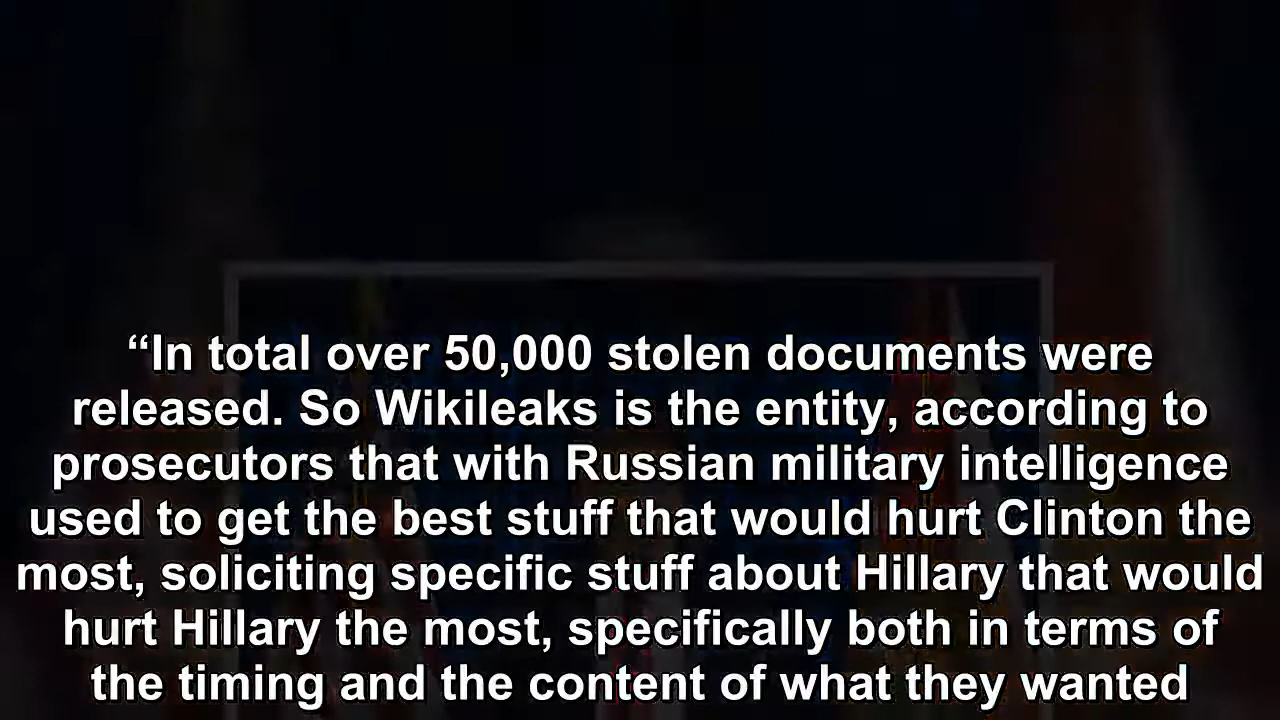 “In total over 50,000 stolen documents were
released. So Wikileaks is the entity, according to
prosecutors that with Russian military intelligence
used to get the best stuff that would hurt Clinton the
most, soliciting specific stuff about Hillary that would
hurt Hillary the most, specifically both in terms of
the timing and the content of what they wanted